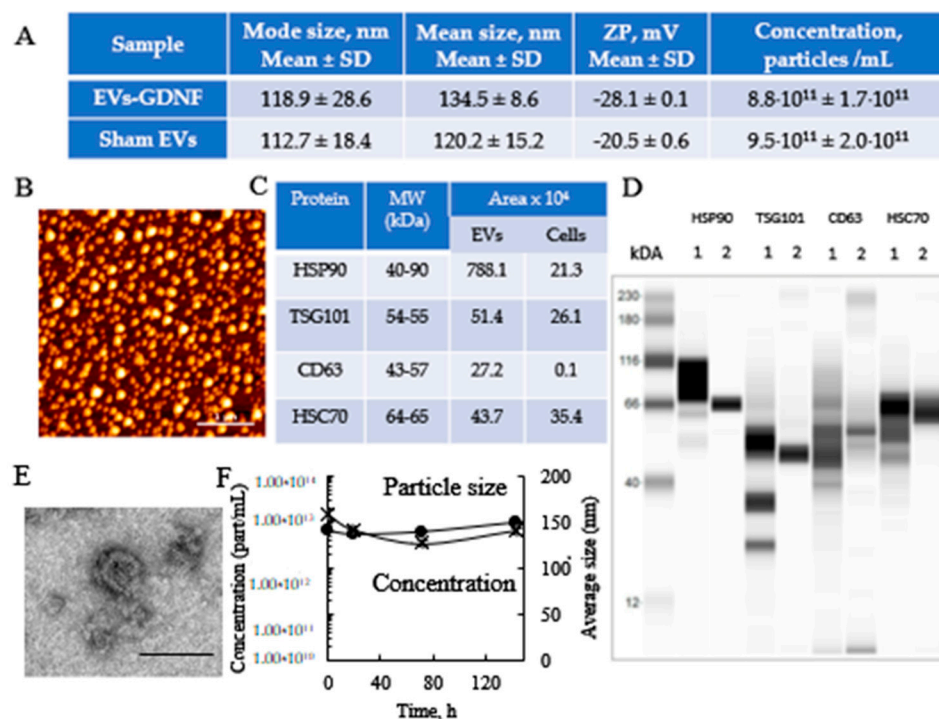 A
Sample Mode size, nm Mean ± SD Mean size, nm Mean ± SD ZP, mV Mean ± SD Concentration, particles /mL
EVs-GDNF 118.9 ± 28.6 134.5 ± 8.6 -28.1 ± 0.1 8.8·10¹¹ ± 1.7·10¹¹
Sham EVs 112.7 ± 18.4 120.2 ± 15.2 -20.5 ± 0.6 9.5·10¹¹ ± 2.0·10¹¹
B
C
Protein MW (kDa) Area x 10⁴
EVs Cells
HSP90 40-90 788.1 21.3
TSG101 54-55 51.4 26.1
CD63 43-57 27.2 0.1
HSC70 64-65 43.7 35.4
D
HSP90 TSG101 CD63 HSC70
kDA 1 2 1 2 1 2 1 2
230
180
116
66
40
12
E
F
Concentration (part/mL)
1.00•10¹⁴
1.00•10¹³
1.00•10¹²
1.00•10¹¹
1.00•10¹⁰
Particle size
Concentration
200
150
100
50
0
Average size (nm)
0 40 80 120
Time, h